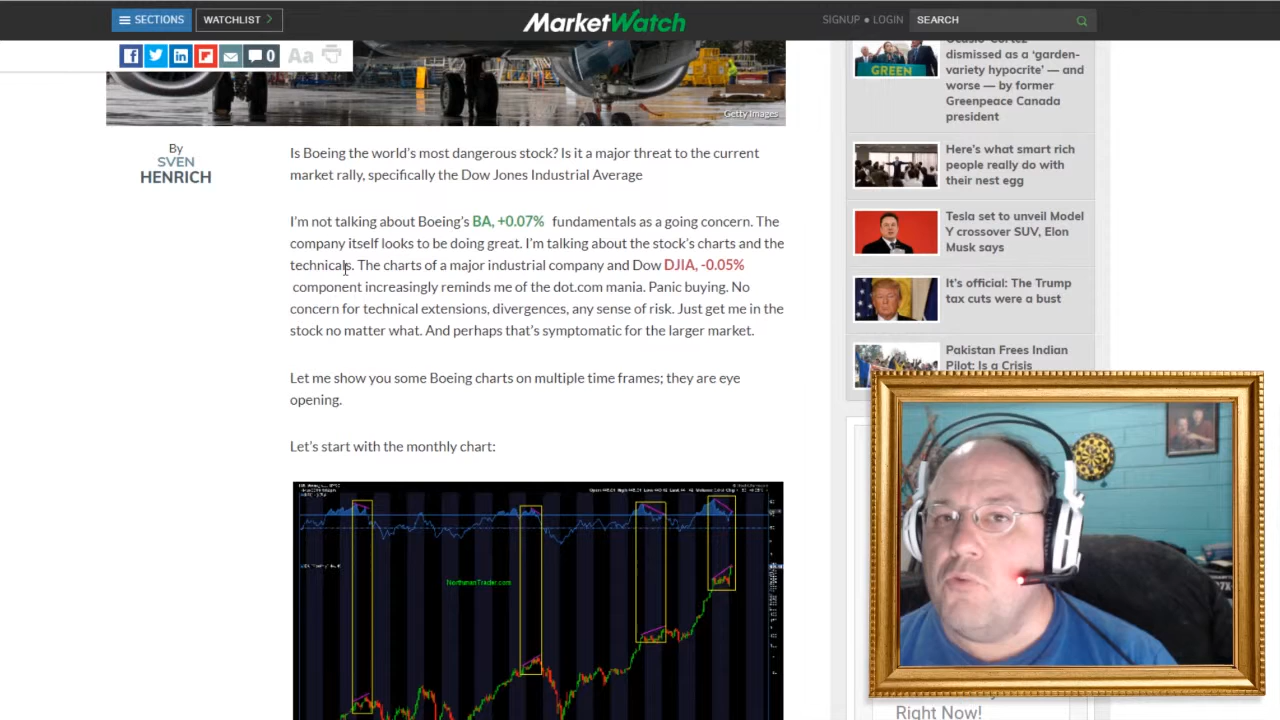 SECTIONS
WATCHLIST
MarketWatch
SIGNUP • LOGIN
SEARCH
0
Aa
Getty Images
By
SVEN
HENRICH
Is Boeing the world's most dangerous stock? Is it a major threat to the current
market rally, specifically the Dow Jones Industrial Average
I'm not talking about Boeing's BA, +0.07% fundamentals as a going concern. The
company itself looks to be doing great. I'm talking about the stock's charts and the
technicals. The charts of a major industrial company and Dow DJIA, -0.05%
component increasingly reminds me of the dot.com mania. Panic buying. No
concern for technical extensions, divergences, any sense of risk. Just get me in the
stock no matter what. And perhaps that's symptomatic for the larger market.
Let me show you some Boeing charts on multiple time frames; they are eye
opening.
Let's start with the monthly chart:
NorthmanTrader.com
GREEN
dismissed as a 'garden-
variety hypocrite' — and
worse — by former
Greenpeace Canada
president
Here's what smart rich
people really do with
their nest egg
Tesla set to unveil Model
Y crossover SUV, Elon
Musk says
It's official: The Trump
tax cuts were a bust
Pakistan Frees Indian
Pilot: Is a Crisis
Right Now!